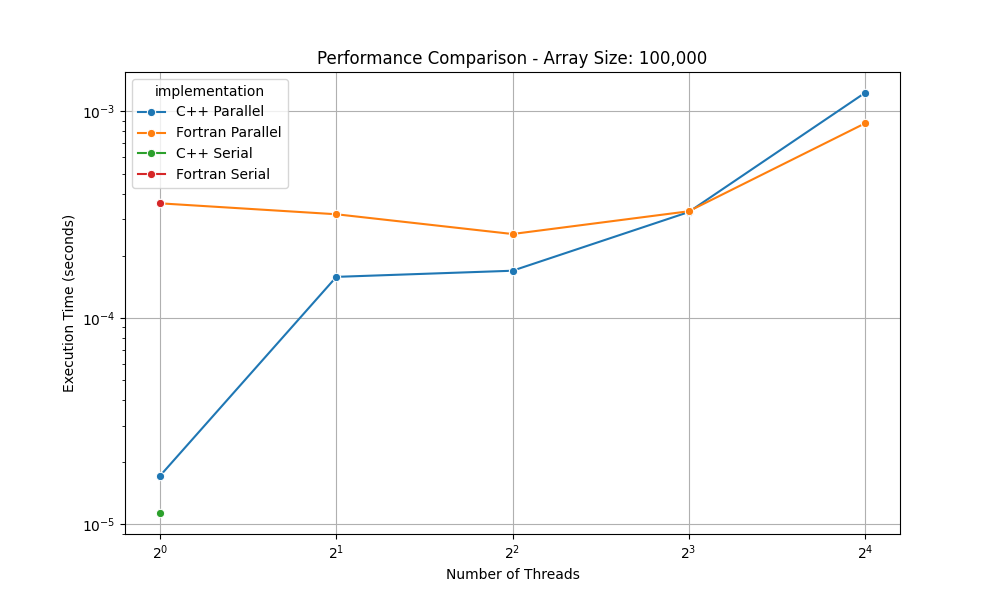 Performance Comparison - Array Size: 100,000
implementation
C++ Parallel
Fortran Parallel
C++ Serial
Fortran Serial
Execution Time (seconds)
10⁻³
10⁻⁴
10⁻⁵
2⁰ 2¹ 2² 2³ 2⁴
Number of Threads